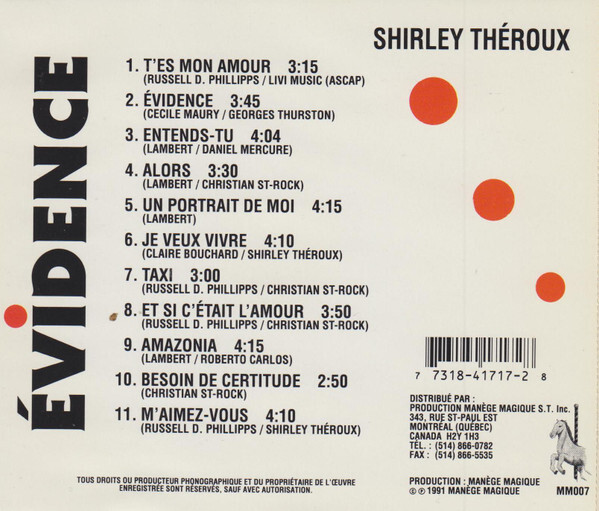 SHIRLEY THÉROUX
ÉVIDENCE
1. T'ES MON AMOUR 3:15
(RUSSELL D. PHILLIPPS / LIVI MUSIC (ASCAP)
2. ÉVIDENCE 3:45
(CECILE MAURY / GEORGES THURSTON)
3. ENTENDS-TU 4:04
(LAMBERT / DANIEL MERCURE)
4. ALORS 3:30
(LAMBERT / CHRISTIAN ST-ROCK)
5. UN PORTRAIT DE MOI 4:15
(LAMBERT)
6. JE VEUX VIVRE 4:10
(CLAIRE BOUCHARD / SHIRLEY THÉROUX)
7. TAXI 3:00
(RUSSELL D. PHILLIPPS / CHRISTIAN ST-ROCK)
8. ET SI C'ÉTAIT L'AMOUR 3:50
(RUSSELL D. PHILLIPPS / CHRISTIAN ST-ROCK)
9. AMAZONIA 4:15
(LAMBERT / ROBERTO CARLOS)
10. BESOIN DE CERTITUDE 2:50
(CHRISTIAN ST-ROCK)
11. M'AIMEZ-VOUS 4:10
(RUSSELL D. PHILLIPPS / SHIRLEY THÉROUX)
7 7318-41717-2 8
DISTRIBUÉ PAR :
PRODUCTION MANÈGE MAGIQUE S.T. Inc.
343, RUE ST-PAUL EST
MONTRÉAL (QUÉBEC)
CANADA H2Y 1H3
TÉL. : (514) 866-0782
FAX : (514) 866-5535
PRODUCTION : MANÈGE MAGIQUE
© ℗ 1991 MANÈGE MAGIQUE
MM007
TOUS DROITS OU PRODUCTEUR PHONOGRAPHIQUE ET DU PROPRIÉTAIRE DE L'ŒUVRE
ENREGISTRÉE SONT RÉSERVÉS, SAUF AVEC AUTORISATION.